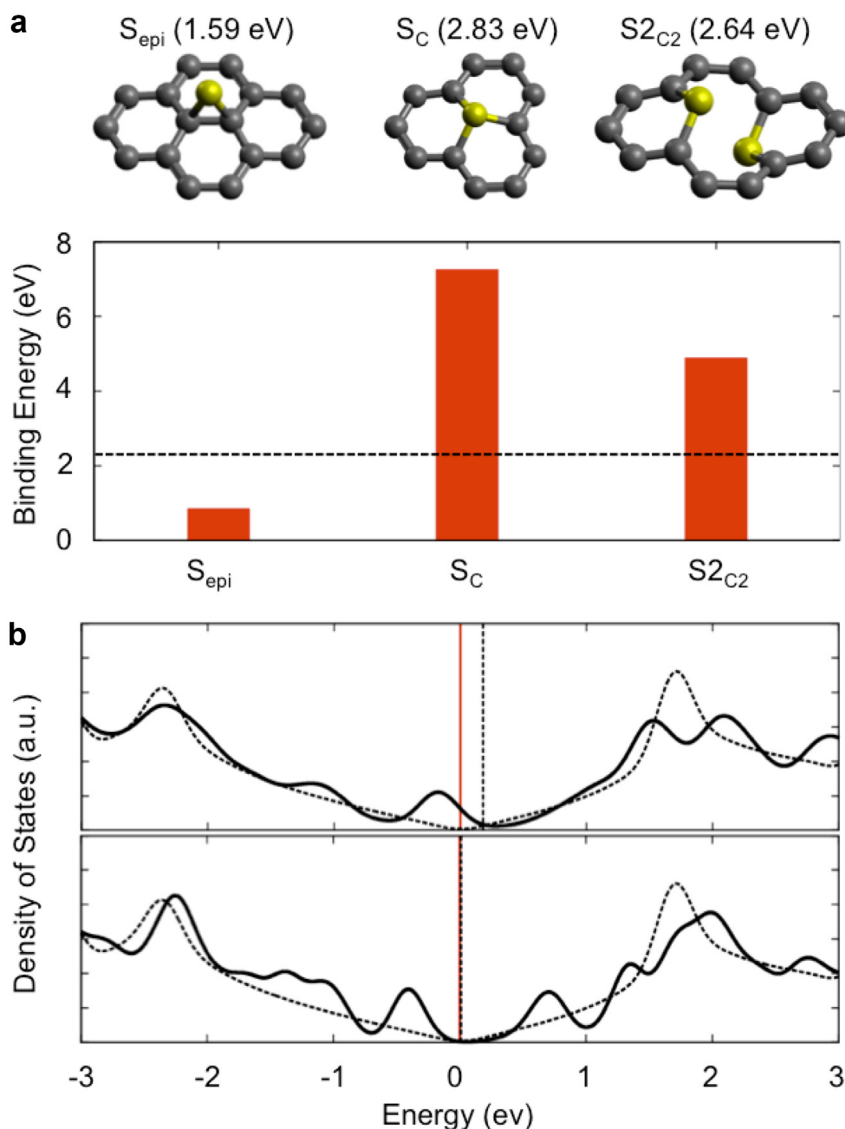 a
S_epi (1.59 eV) S_C (2.83 eV) S2_C2 (2.64 eV)
8
6
4
2
0
Binding Energy (eV)
S_epi S_C S2_C2
b
Density of States (a.u.)
-3 -2 -1 0 1 2 3
Energy (ev)